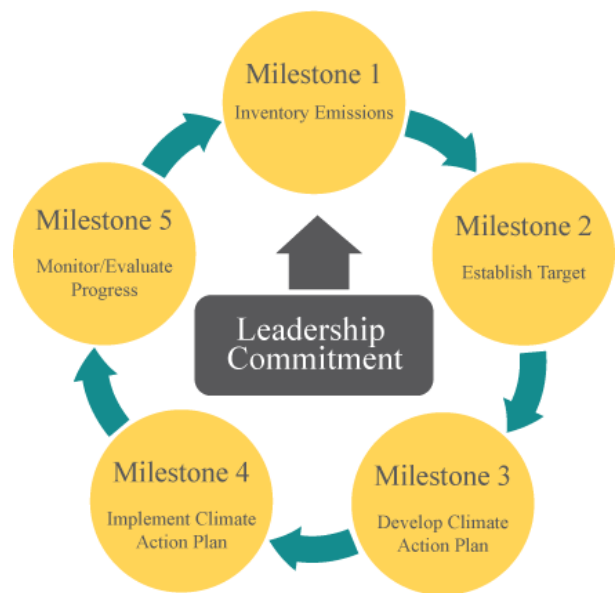 Milestone 1
Inventory Emissions
Milestone 2
Establish Target
Milestone 3
Develop Climate
Action Plan
Milestone 4
Implement Climate
Action Plan
Milestone 5
Monitor/Evaluate
Progress
Leadership
Commitment